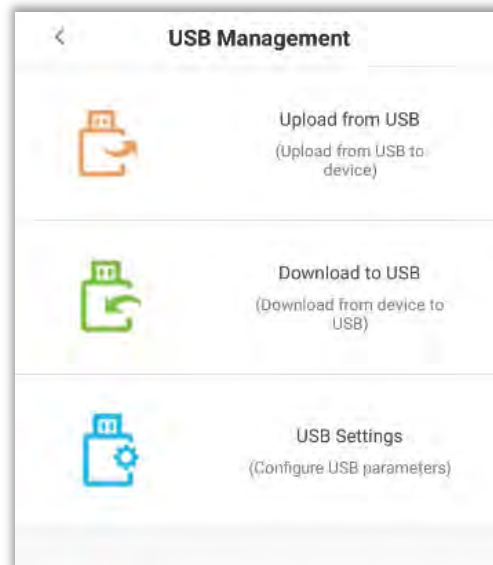 USB Management
Upload from USB
(Upload from USB to
device)
Download to USB
(Download from device to
USB)
USB Settings
(Configure USB parameters)